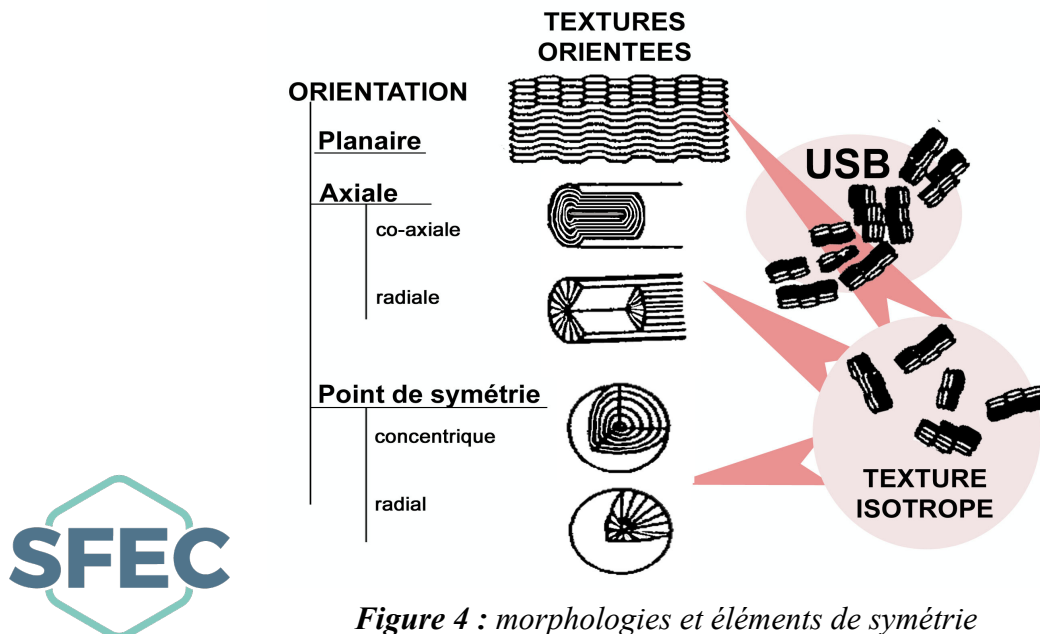 TEXTURES
ORIENTEES
ORIENTATION
Planaire
Axiale
co-axiale
radiale
Point de symétrie
concentrique
radial
USB
TEXTURE
ISOTROPE
SFEC
Figure 4 : morphologies et éléments de symétrie